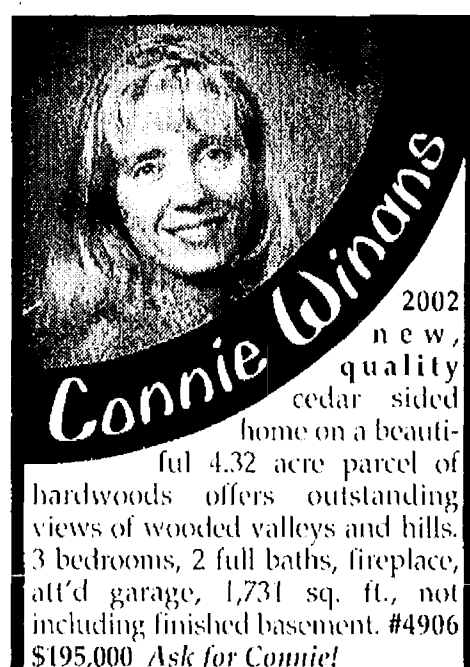 Connie Winans
2002
new,
quality
cedar sided
home on a beauti-
ful 4.32 acre parcel of
hardwoods offers outstanding
views of wooded valleys and hills.
3 bedrooms, 2 full baths, fireplace,
att'd garage, 1,731 sq. ft., not
including finished basement. #4906
$195,000 Ask for Connie!